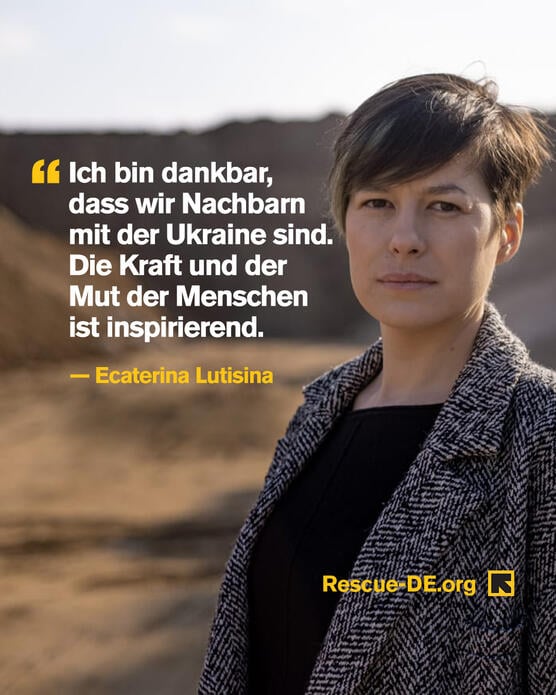 “ Ich bin dankbar,
dass wir Nachbarn
mit der Ukraine sind.
Die Kraft und der
Mut der Menschen
ist inspirierend.
— Ecaterina Lutisina
Rescue-DE.org